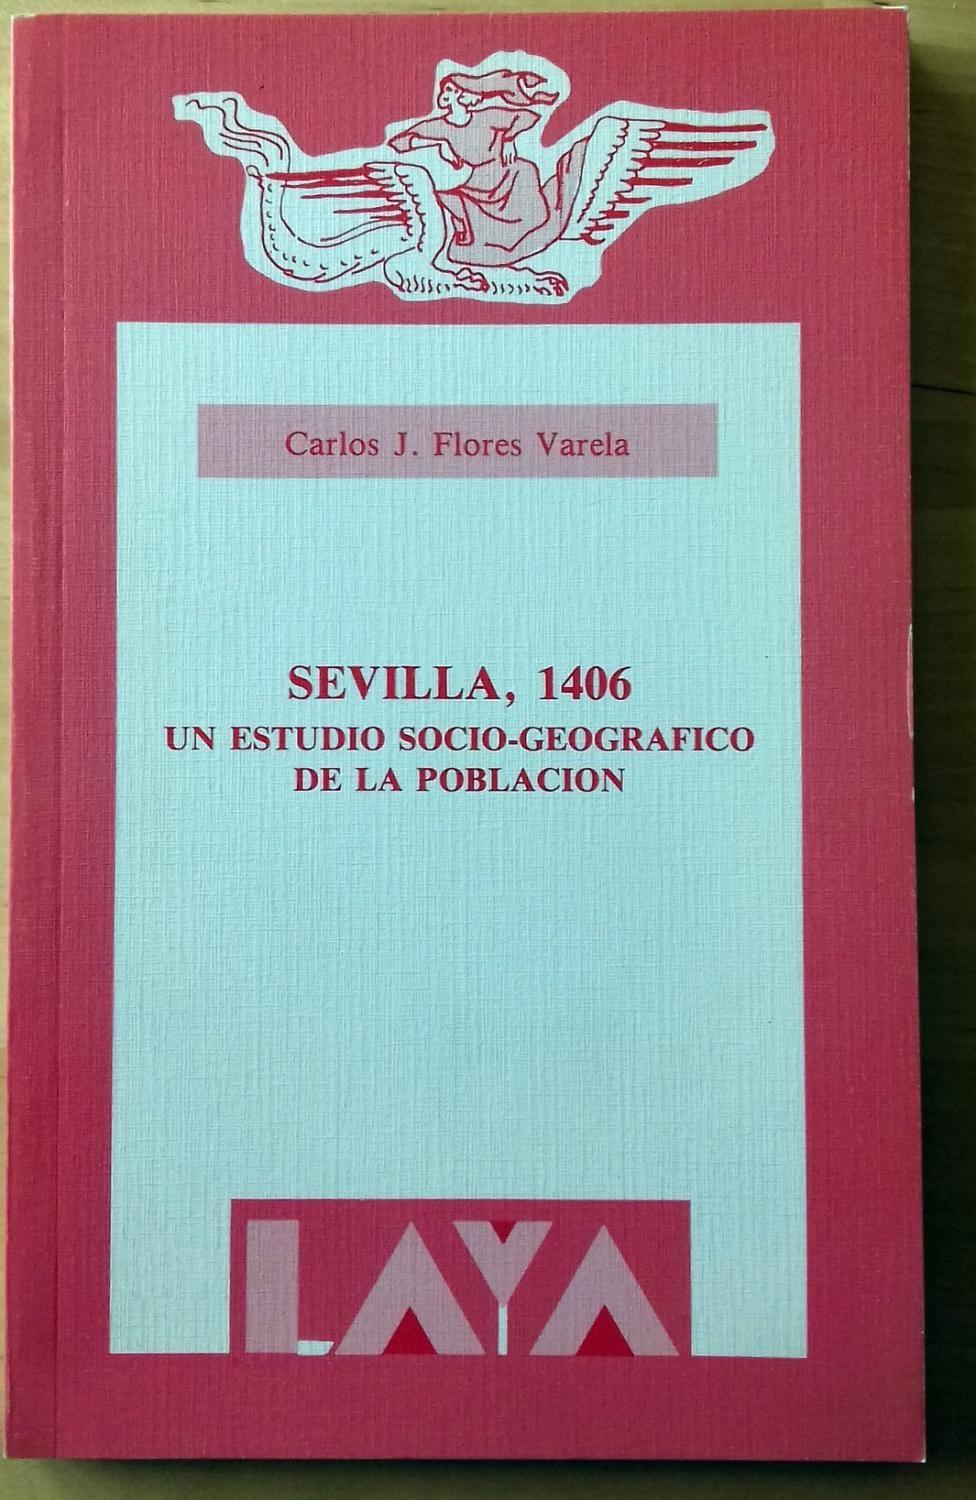 Carlos J. Flores Varela
SEVILLA, 1406
UN ESTUDIO SOCIO-GEOGRAFICO
DE LA POBLACION
LAYA